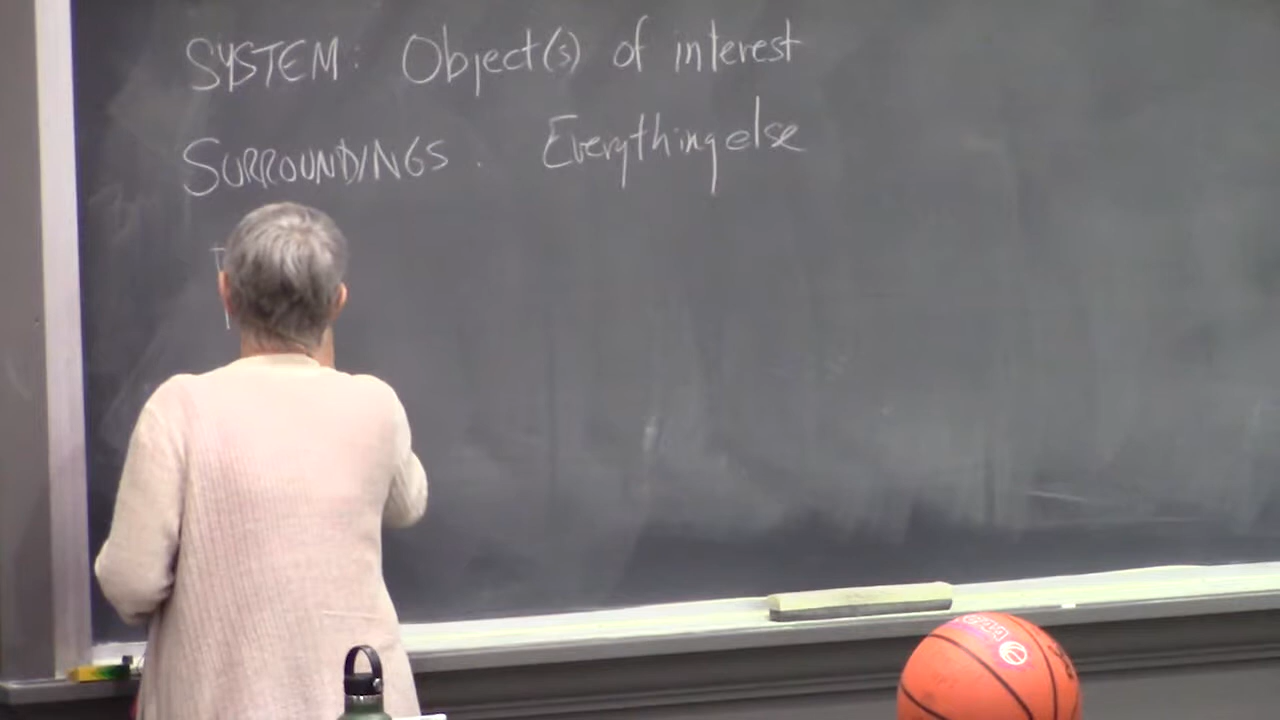 SYSTEM: Object(s) of interest
SURROUNDINGS. Everything else